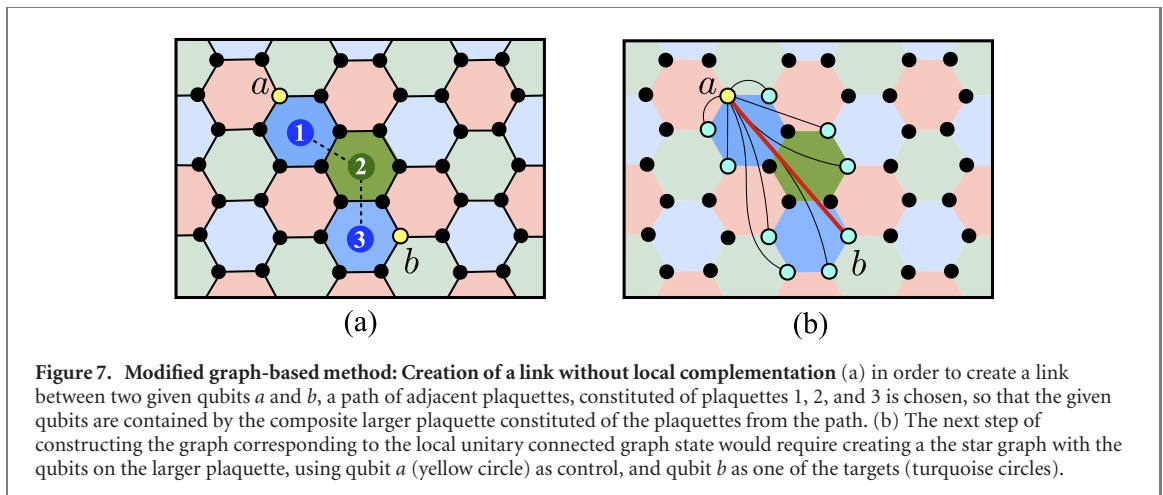 a
1
2
3
b
a
b
(a)
(b)
Figure 7. Modified graph-based method: Creation of a link without local complementation (a) in order to create a link
between two given qubits a and b, a path of adjacent plaquettes, constituted of plaquettes 1, 2, and 3 is chosen, so that the given
qubits are contained by the composite larger plaquette constituted of the plaquettes from the path. (b) The next step of
constructing the graph corresponding to the local unitary connected graph state would require creating a the star graph with the
qubits on the larger plaquette, using qubit a (yellow circle) as control, and qubit b as one of the targets (turquoise circles).